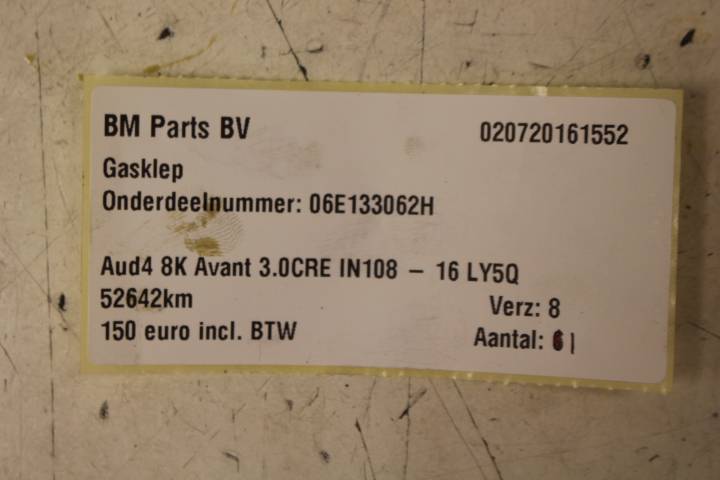 BM Parts BV 020720161552
Gasklep
Onderdeelnummer: 06E133062H
Aud4 8K Avant 3.0CRE IN108 – 16 LY5Q
52642km Verz: 8
150 euro incl. BTW Aantal: 1